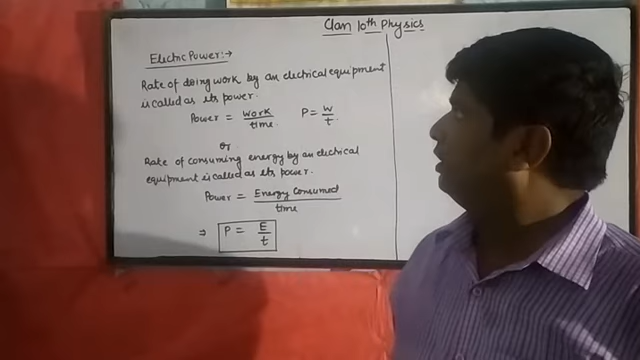 Class 10th Physics
Electric Power:→
Rate of doing work by an electrical equipment
is called as its power.
Power = work/time. P = W/t.
or
Rate of consuming energy by an electrical
equipment is called as its power.
Power = Energy Consumed/time
⇒ P = E/t